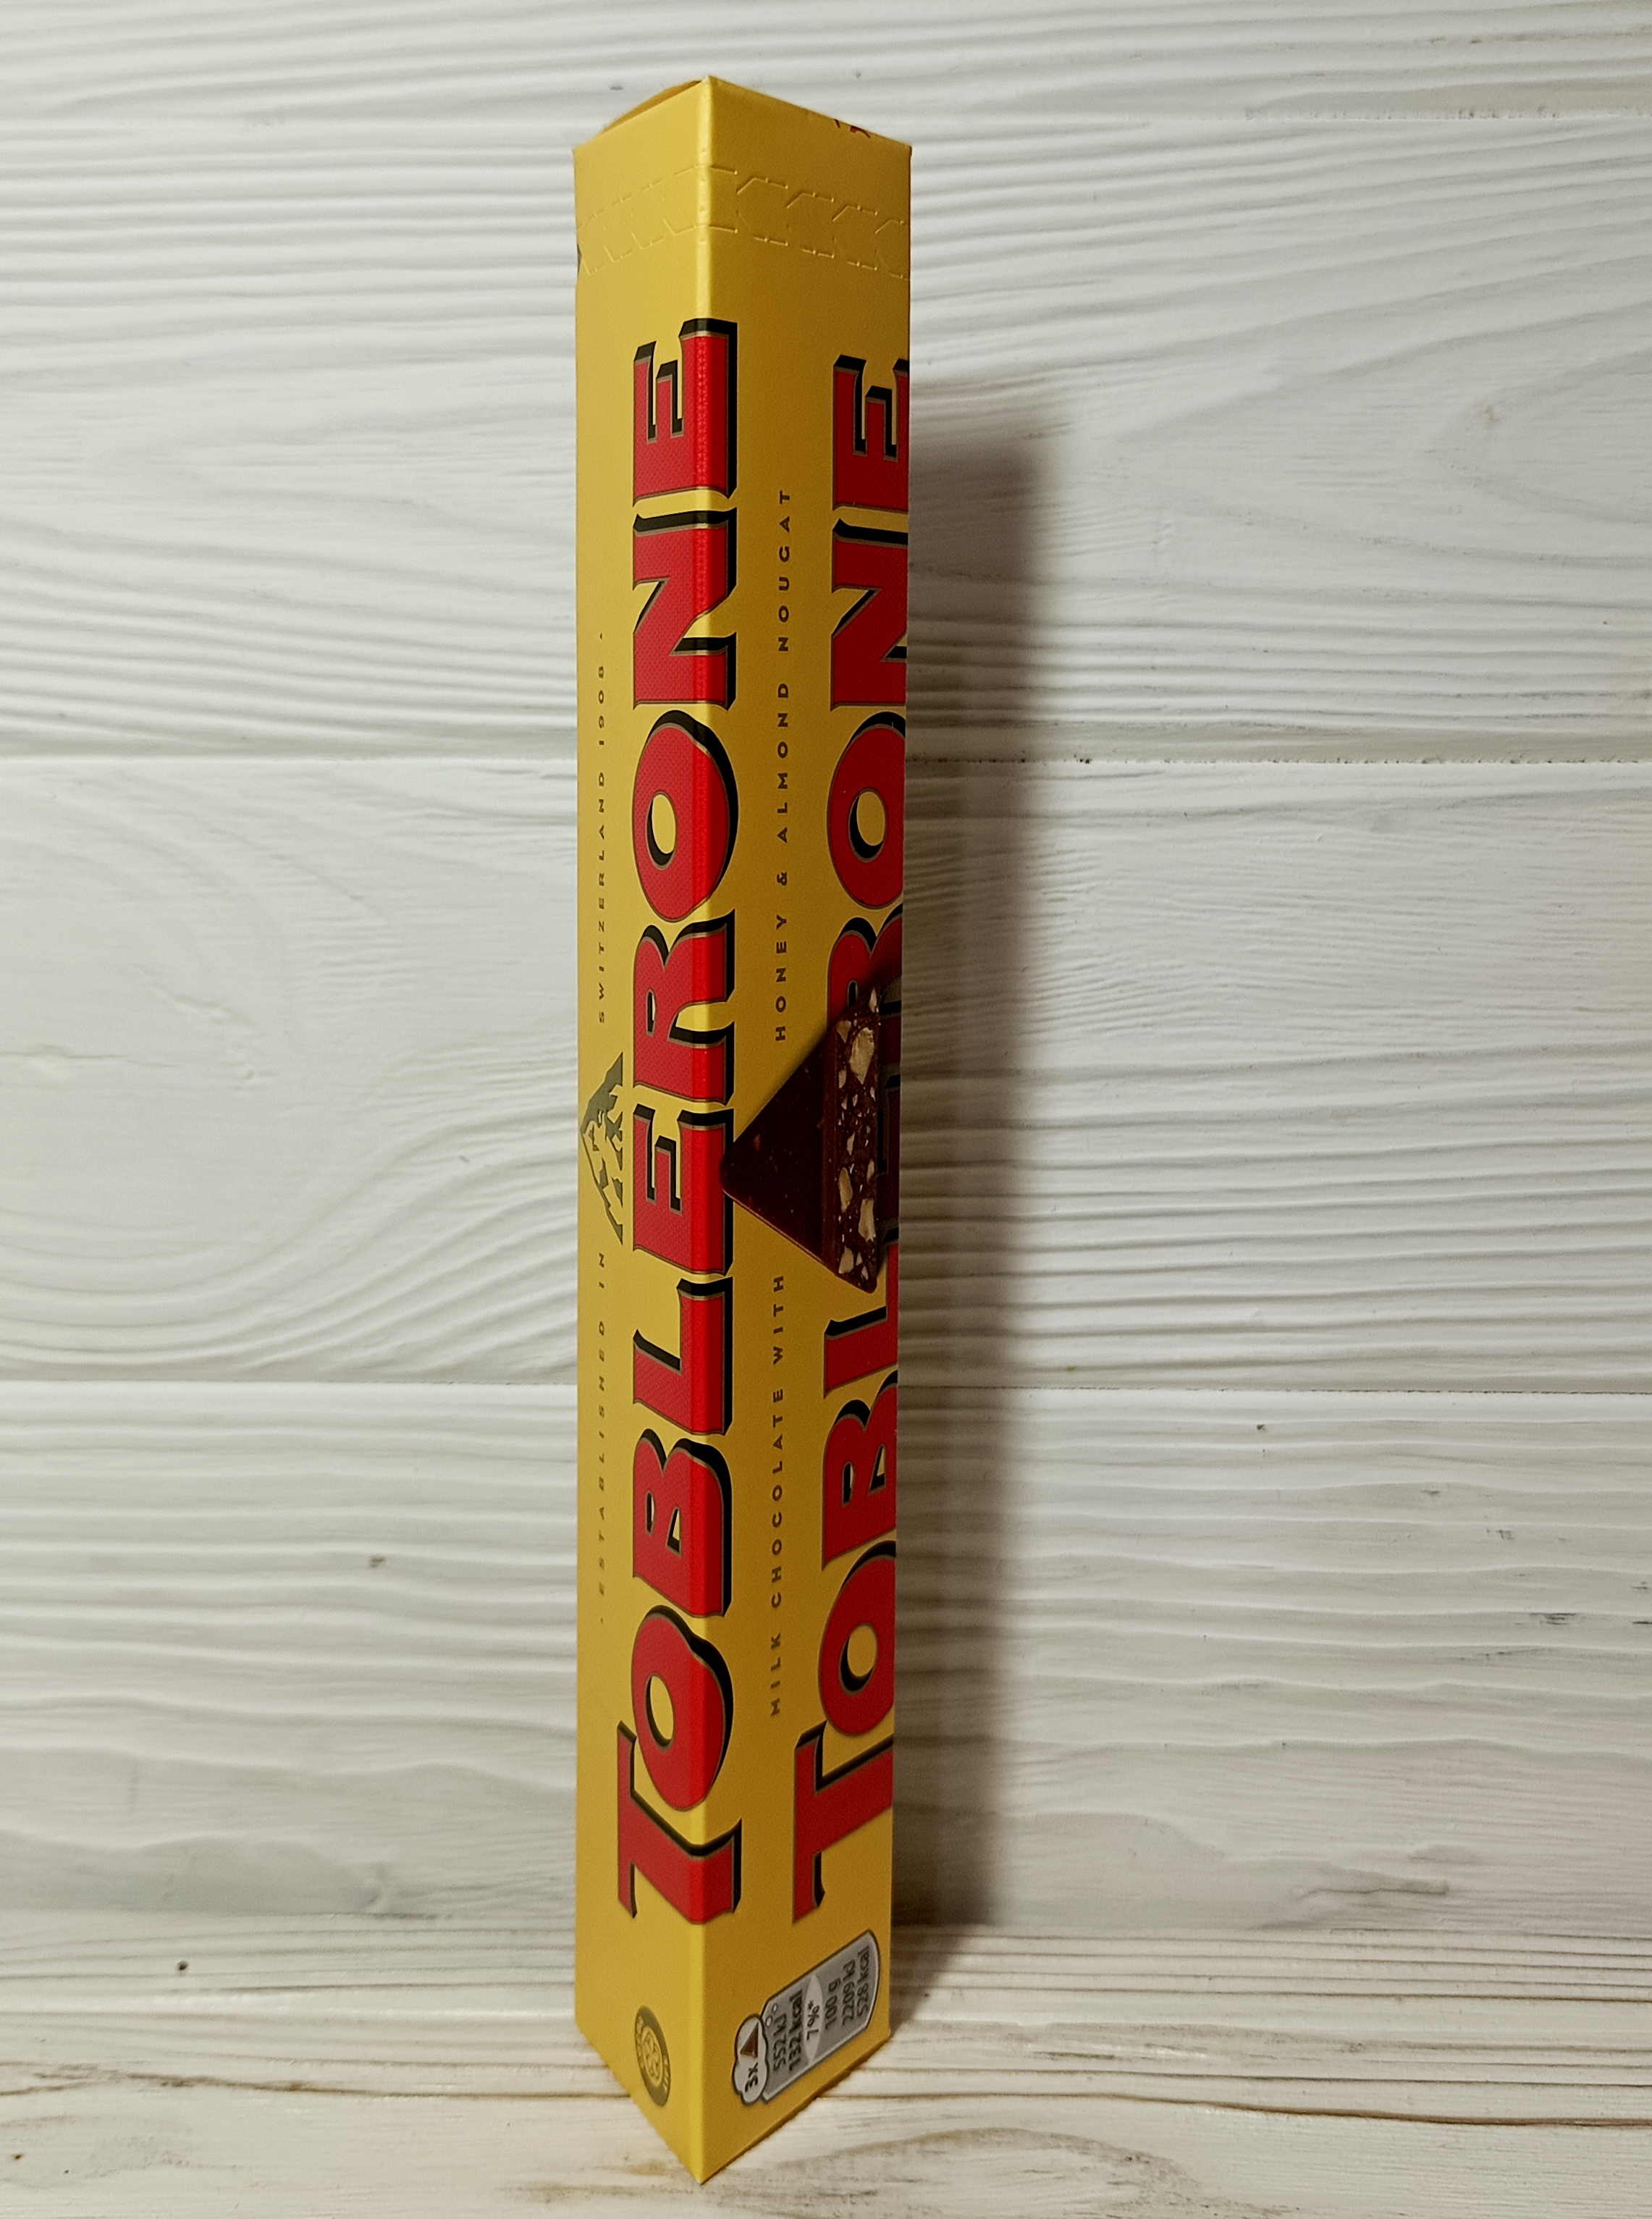 · ESTABLISHED IN SWITZERLAND 1908 ·
TOBLERONE
MILK CHOCOLATE WITH HONEY & ALMOND NOUGAT
TOBLERONE
3x
552 kJ
132 kcal
7%*
100 g
2209 kJ
528 kcal